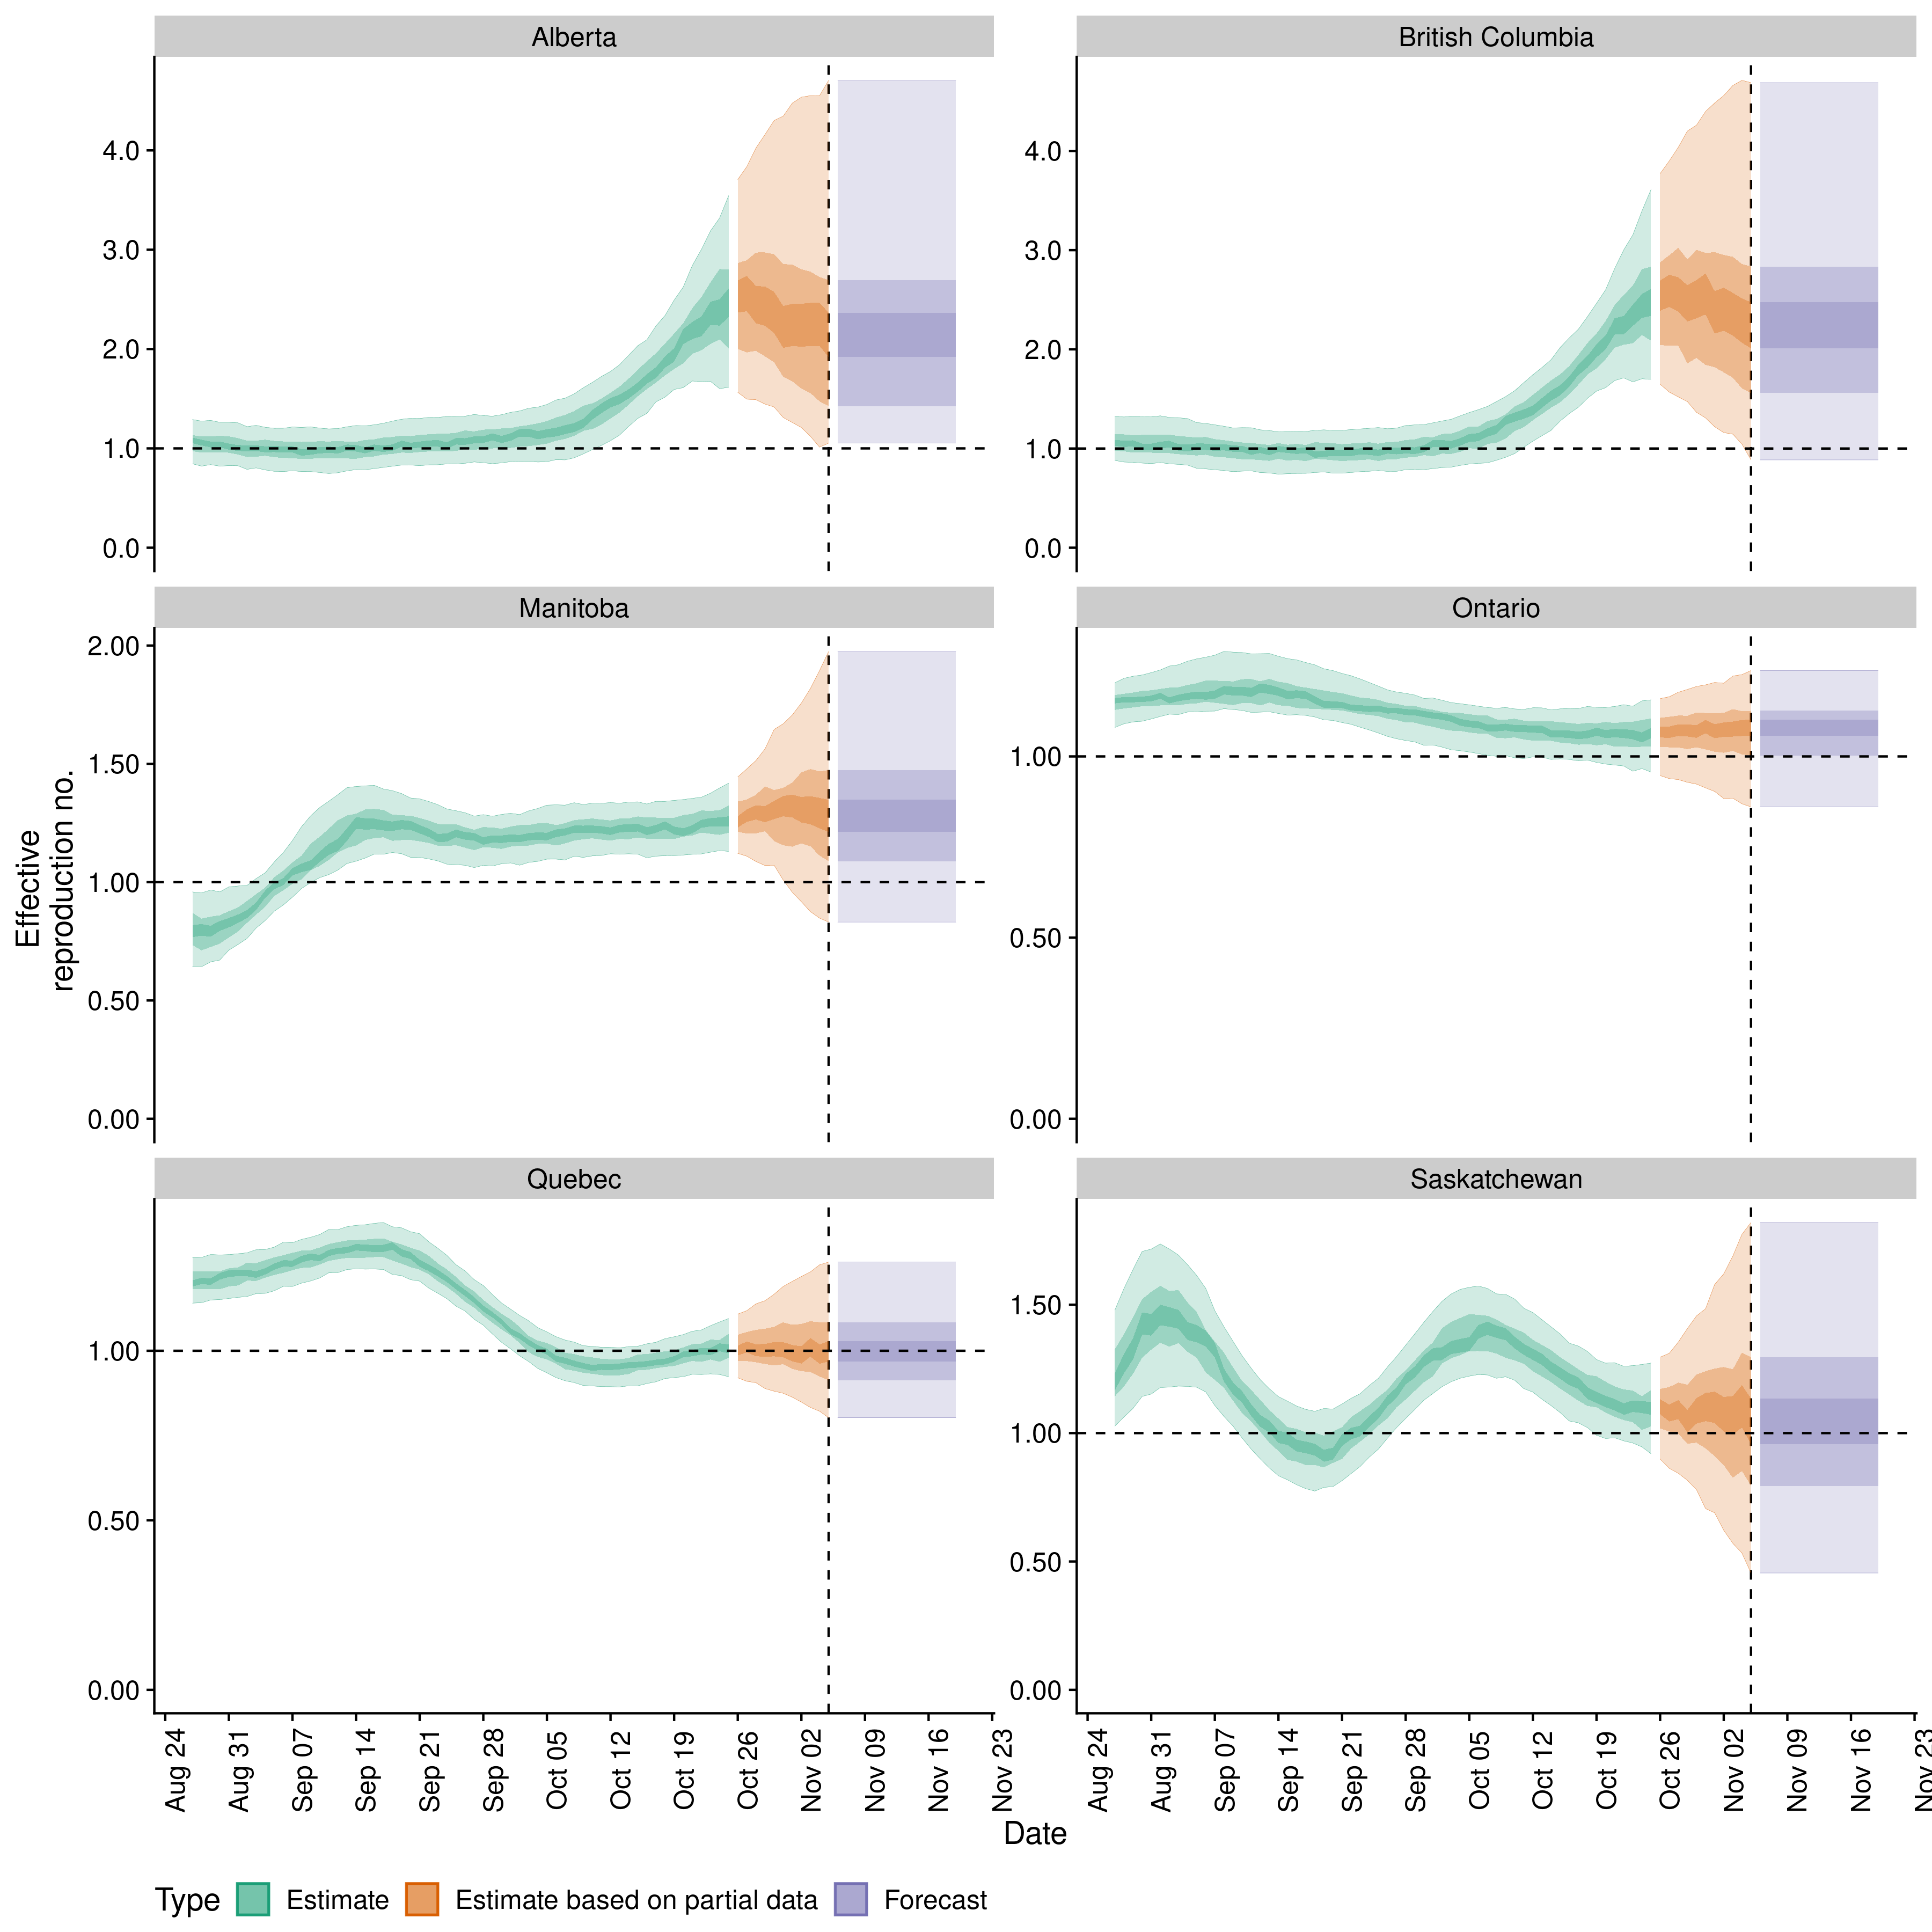 Alberta
British Columbia
4.0
3.0
2.0
1.0
0.0
4.0
3.0
2.0
1.0
0.0
Manitoba
Ontario
2.00
1.50
1.00
0.50
0.00
1.00
0.50
0.00
Effective
reproduction no.
Quebec
Saskatchewan
1.00
0.50
0.00
1.50
1.00
0.50
0.00
Aug 24
Aug 31
Sep 07
Sep 14
Sep 21
Sep 28
Oct 05
Oct 12
Oct 19
Oct 26
Nov 02
Nov 09
Nov 16
Nov 23
Aug 24
Aug 31
Sep 07
Sep 14
Sep 21
Sep 28
Oct 05
Oct 12
Oct 19
Oct 26
Nov 02
Nov 09
Nov 16
Nov 23
Date
Type Estimate Estimate based on partial data Forecast